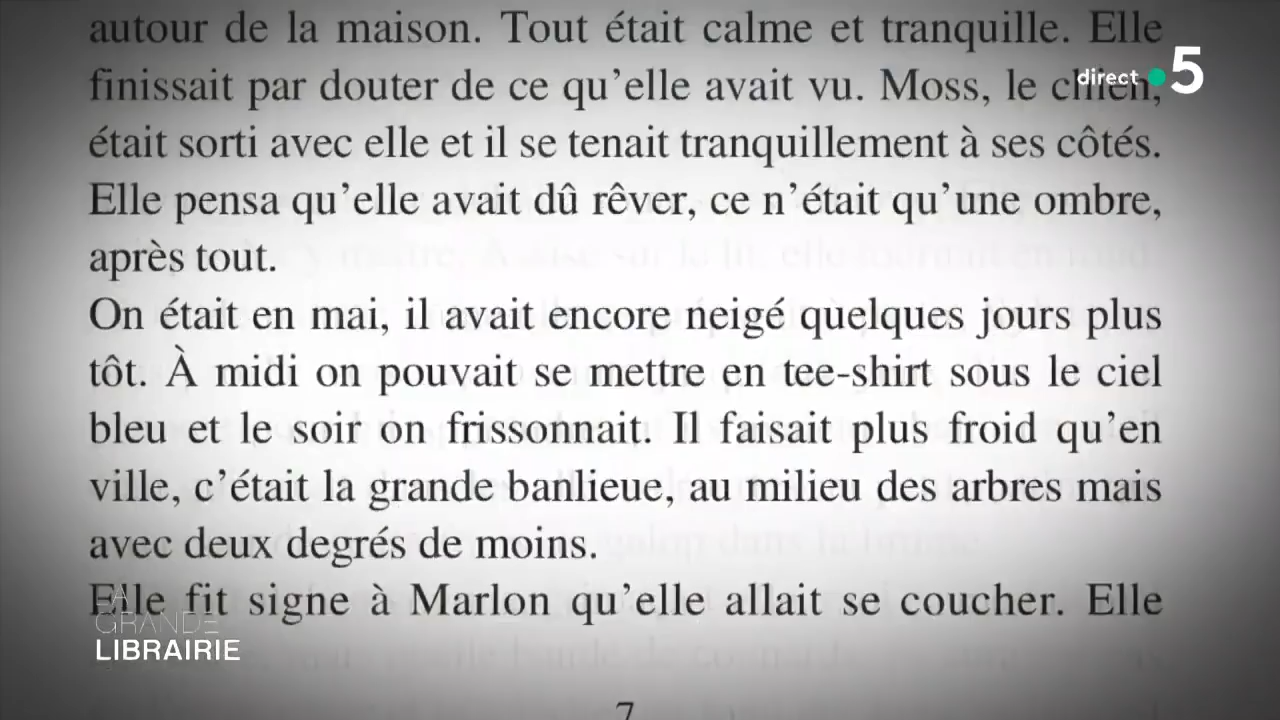 autour de la maison. Tout était calme et tranquille. Elle
finissait par douter de ce qu'elle avait vu. Moss, le chien,
direct 5
était sorti avec elle et il se tenait tranquillement à ses côtés.
Elle pensa qu'elle avait dû rêver, ce n'était qu'une ombre,
après tout.
On était en mai, il avait encore neigé quelques jours plus
tôt. À midi on pouvait se mettre en tee-shirt sous le ciel
bleu et le soir on frissonnait. Il faisait plus froid qu'en
ville, c'était la grande banlieue, au milieu des arbres mais
avec deux degrés de moins.
Elle fit signe à Marlon qu'elle allait se coucher. Elle
LA
GRANDE
LIBRAIRIE
7